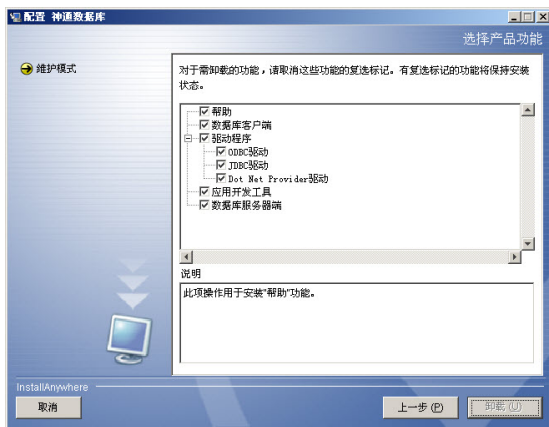 配置 神通数据库
选择产品功能
维护模式
对于需卸载的功能，请取消这些功能的复选标记。有复选标记的功能将保持安装
状态。
帮助
数据库客户端
驱动程序
ODBC驱动
JDBC驱动
Dot Net Provider驱动
应用开发工具
数据库服务器端
说明
此项操作用于安装"帮助"功能。
InstallAnywhere
取消
上一步(P)
卸载(U)